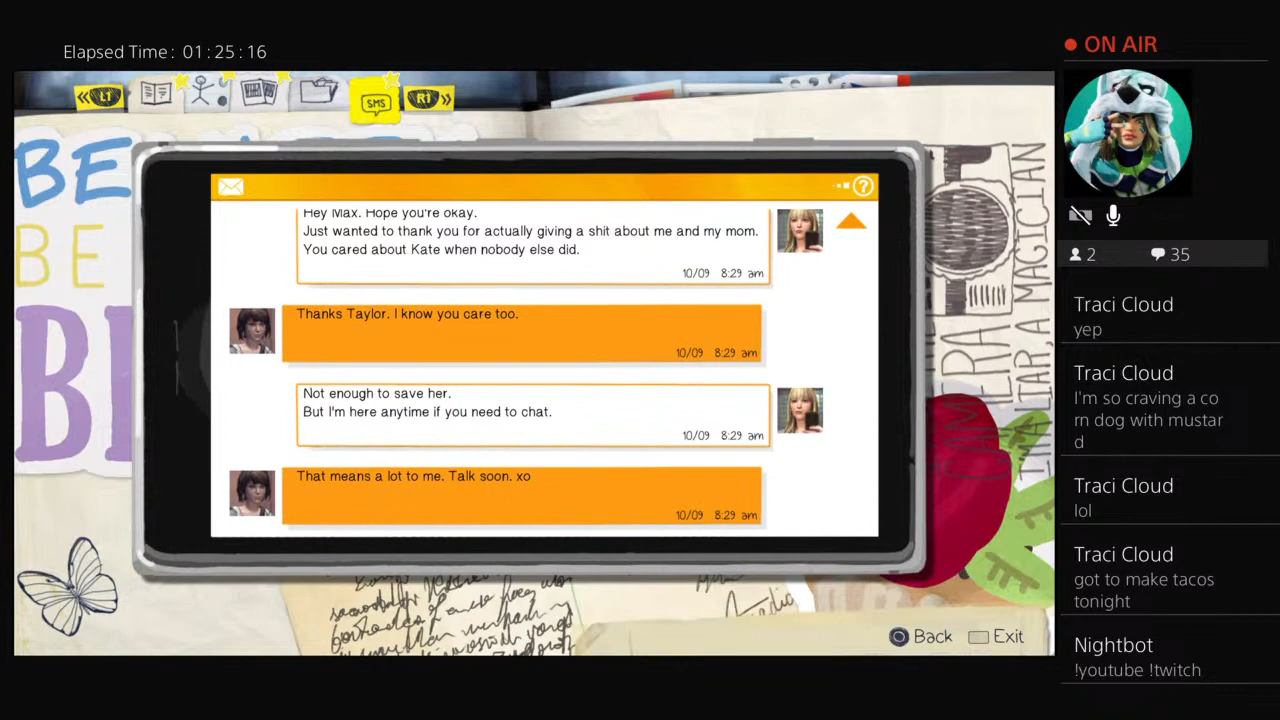 Elapsed Time: 01:25:16
ON AIR
LT
SMS
R1
BE
BE
Hey Max. Hope you're okay.
Just wanted to thank you for actually giving a shit about me and my mom.
You cared about Kate when nobody else did.
10/09 8:29 am
Thanks Taylor. I know you care too.
10/09 8:29 am
Not enough to save her.
But I'm here anytime if you need to chat.
10/09 8:29 am
That means a lot to me. Talk soon. xo
10/09 8:29 am
?
LIAR, A MAGICIAN
Back
Exit
2
35
Traci Cloud
yep
Traci Cloud
I'm so craving a co
rn dog with mustar
d
Traci Cloud
lol
Traci Cloud
got to make tacos
tonight
Nightbot
!youtube !twitch